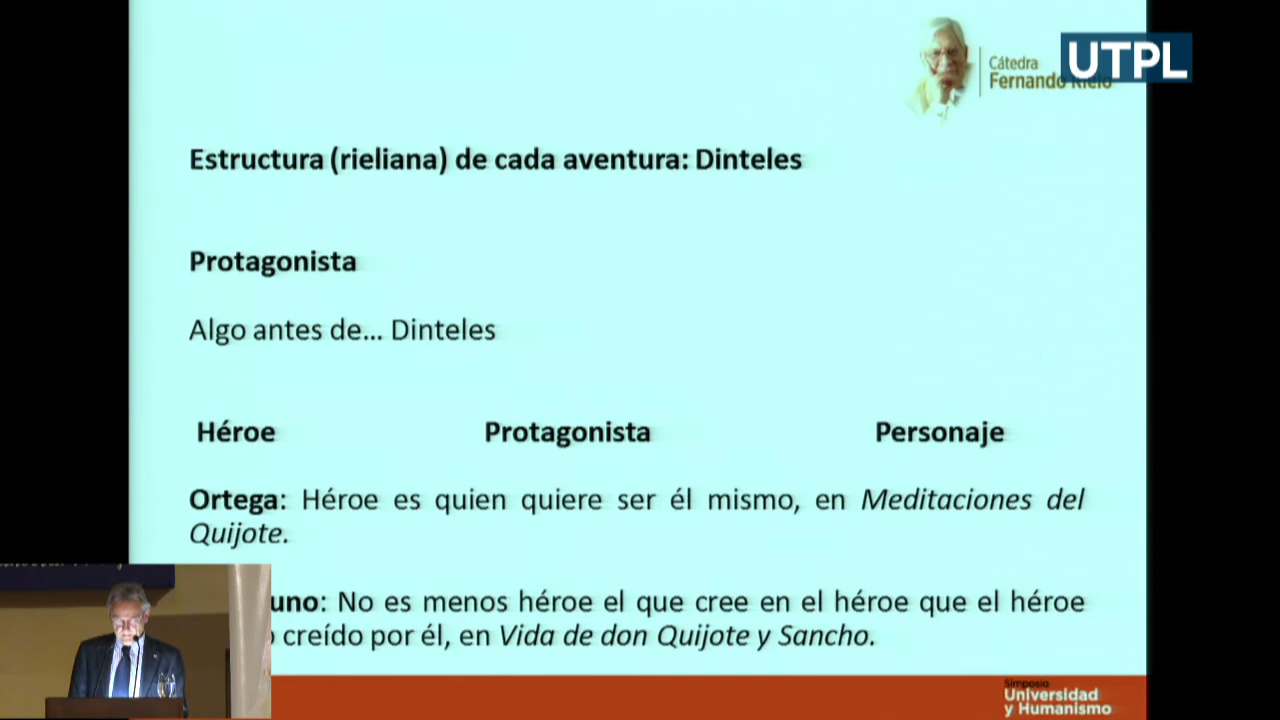 UTPL
Cátedra
Fernando Rielo
Estructura (rieliana) de cada aventura: Dinteles
Protagonista
Algo antes de... Dinteles
Héroe Protagonista Personaje
Ortega: Héroe es quien quiere ser él mismo, en Meditaciones del
Quijote.
uno: No es menos héroe el que cree en el héroe que el héroe
creído por él, en Vida de don Quijote y Sancho.
Simposio
Universidad
y Humanismo